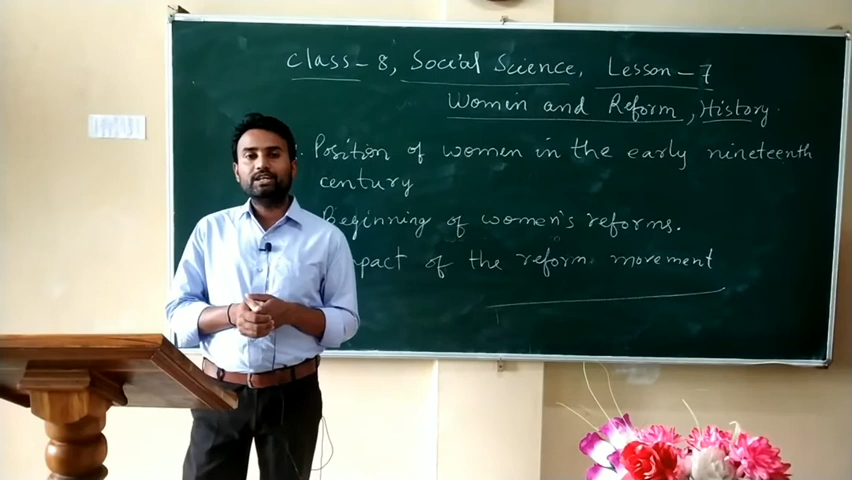 Class-8, Social Science, Lesson-7
Women and Reform, History.
Position of women in the early nineteenth
century
Beginning of women's reforms.
of the reform movement